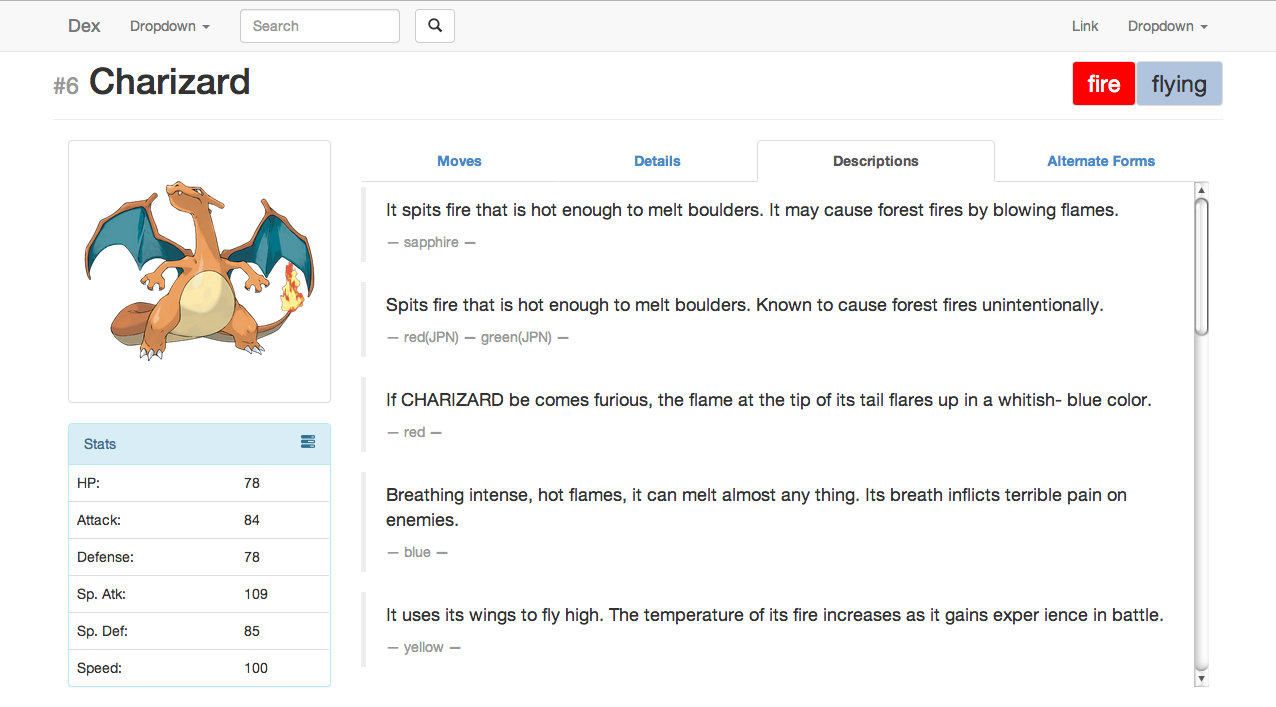 Dex Dropdown Search Link Dropdown
#6 Charizard fire flying
Moves Details Descriptions Alternate Forms
It spits fire that is hot enough to melt boulders. It may cause forest fires by blowing flames.
— sapphire —
Spits fire that is hot enough to melt boulders. Known to cause forest fires unintentionally.
— red(JPN) — green(JPN) —
If CHARIZARD be comes furious, the flame at the tip of its tail flares up in a whitish- blue color.
— red —
Breathing intense, hot flames, it can melt almost any thing. Its breath inflicts terrible pain on
enemies.
— blue —
It uses its wings to fly high. The temperature of its fire increases as it gains exper ience in battle.
— yellow —
Stats
HP: 78
Attack: 84
Defense: 78
Sp. Atk: 109
Sp. Def: 85
Speed: 100